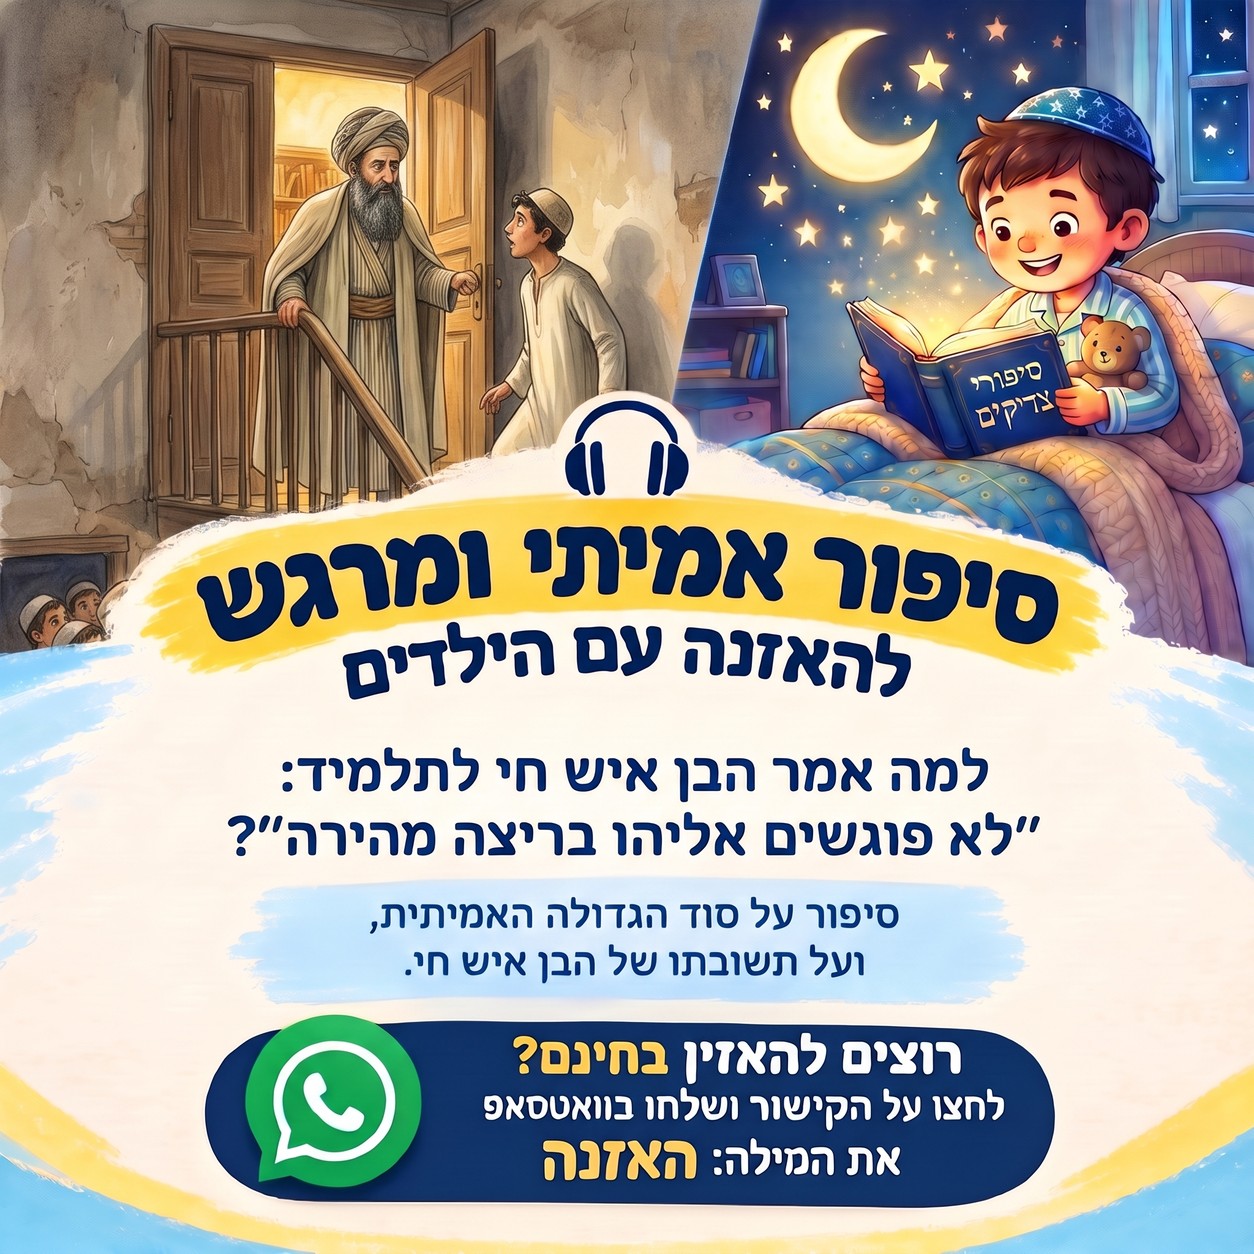 סיפורי
צדיקים
סיפור אמיתי ומרגש
להאזנה עם הילדים
למה אמר הבן איש חי לתלמיד:
"לא פוגשים אליהו בריצה מהירה"?
סיפור על סוד הגדולה האמיתית,
ועל תשובתו של הבן איש חי.
רוצים להאזין בחינם?
לחצו על הקישור ושלחו בוואטסאפ
את המילה: האזנה